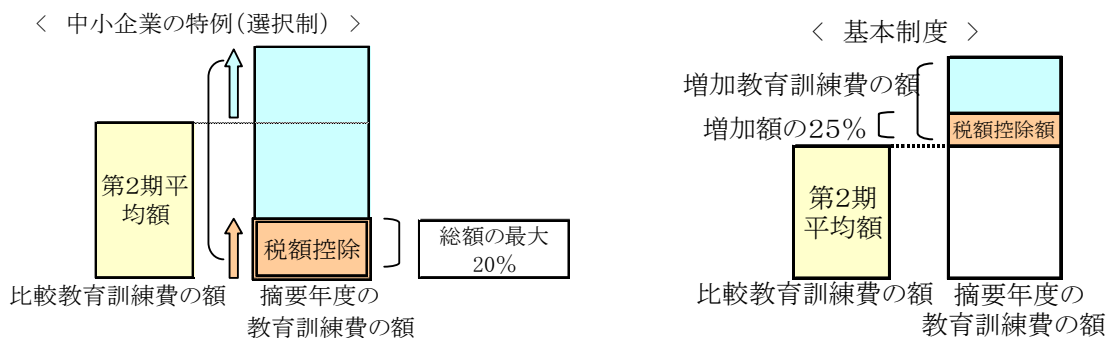 < 中小企業の特例(選択制) >
第2期平
均額
税額控除
総額の最大
20%
比較教育訓練費の額
摘要年度の
教育訓練費の額
< 基本制度 >
増加教育訓練費の額
増加額の25%
税額控除額
第2期
平均額
比較教育訓練費の額
摘要年度の
教育訓練費の額